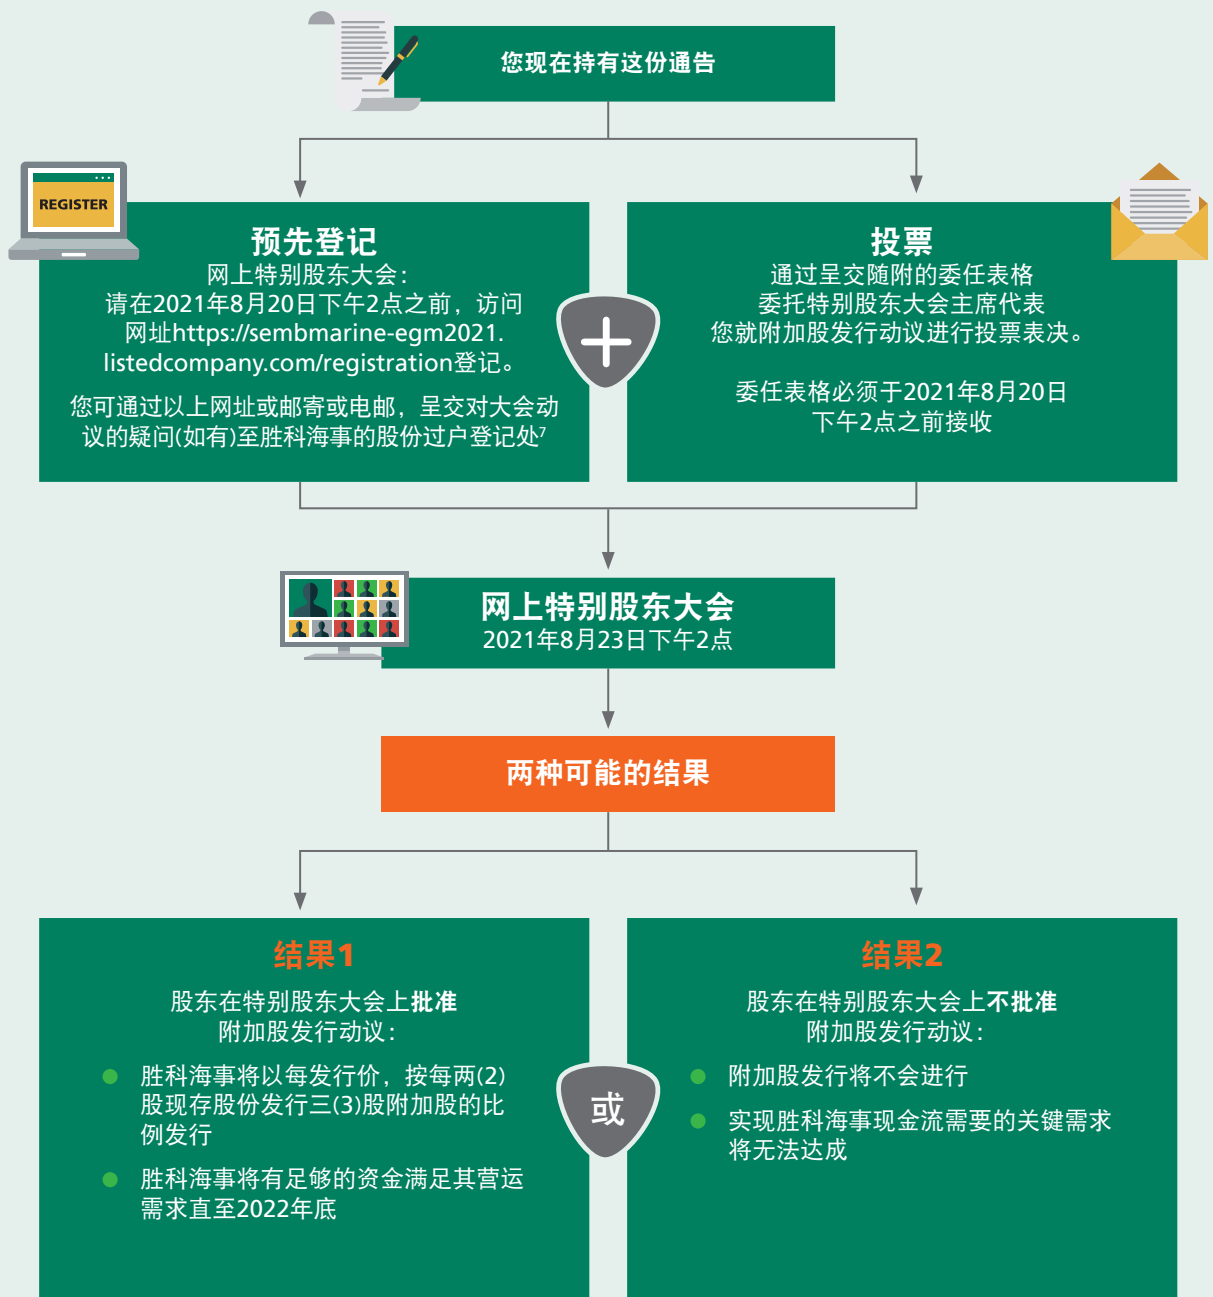 您现在持有这份通告
REGISTER
预先登记
网上特别股东大会：
请在2021年8月20日下午2点之前，访问
网址https://sembmarine-egm2021.
listedcompany.com/registration登记。
您可通过以上网址或邮寄或电邮，呈交对大会动
议的疑问(如有)至胜科海事的股份过户登记处7
投票
通过呈交随附的委任表格
委托特别股东大会主席代表
您就附加股发行动议进行投票表决。
委任表格必须于2021年8月20日
下午2点之前接收
网上特别股东大会
2021年8月23日下午2点
两种可能的结果
结果1
股东在特别股东大会上批准
附加股发行动议：
胜科海事将以每发行价，按每两(2)
股现存股份发行三(3)股附加股的比
例发行
胜科海事将有足够的资金满足其营运
需求直至2022年底
或
结果2
股东在特别股东大会上不批准
附加股发行动议：
附加股发行将不会进行
实现胜科海事现金流需要的关键需求
将无法达成